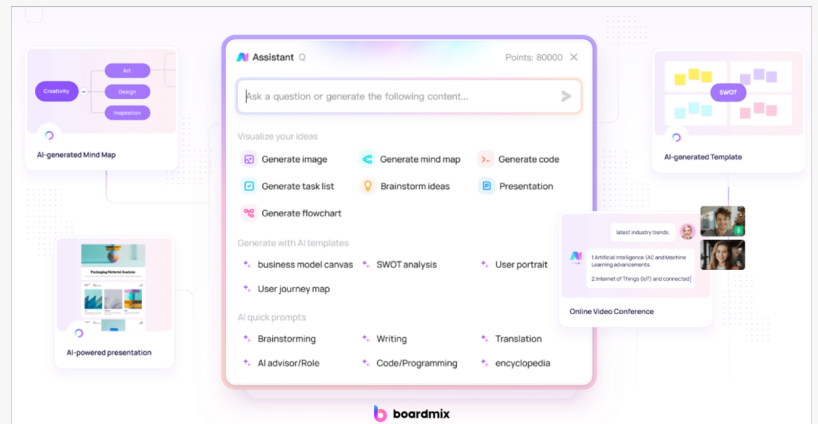 Creativity
Art
Design
Inspiration
AI-generated Mind Map
Packaging Material Analysis
AI-powered presentation
Assistant
Points: 80000
Ask a question or generate the following content...
Visualize your ideas
Generate image
Generate mind map
Generate code
Generate task list
Brainstorm ideas
Presentation
Generate flowchart
Generate with AI templates
business model canvas
SWOT analysis
User portrait
User journey map
AI quick prompts
Brainstorming
Writing
Translation
AI advisor/Role
Code/Programming
encyclopedia
SWOT
AI-generated Template
latest industry trends.
1.Artificial Intelligence (AI) and Machine
Learning advancements.
2.Internet of Things (IoT) and connected
Online Video Conference
boardmix